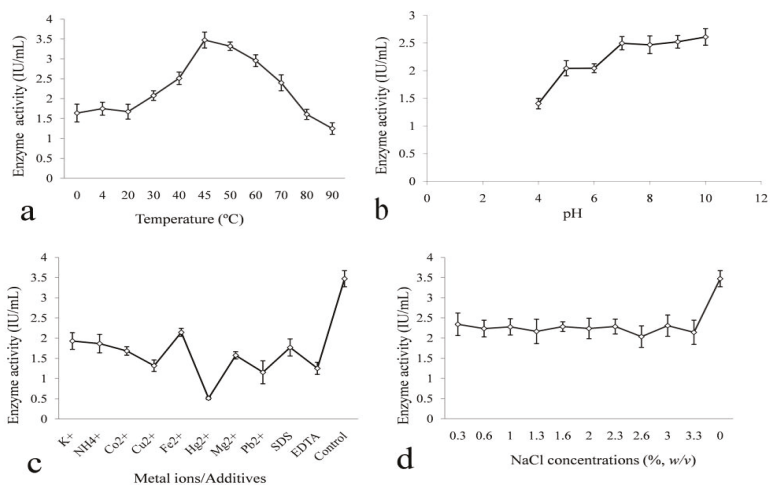 4
3.5
3
2.5
2
1.5
1
0.5
0
Enzyme activity (IU/mL)
0 4 20 30 40 45 50 60 70 80 90
Temperature (ºC)
a
3
2.5
2
1.5
1
0.5
0
Enzyme activity (IU/mL)
0 2 4 6 8 10 12
pH
b
4
3.5
3
2.5
2
1.5
1
0.5
0
Enzyme activity (IU/mL)
K+ NH4+ Co2+ Cu2+ Fe2+ Hg2+ Mg2+ Pb2+ SDS EDTA Control
Metal ions/Additives
c
4
3.5
3
2.5
2
1.5
1
0.5
0
Enzyme activity (IU/mL)
0.3 0.6 1 1.3 1.6 2 2.3 2.6 3 3.3 0
NaCl concentrations (%, w/v)
d